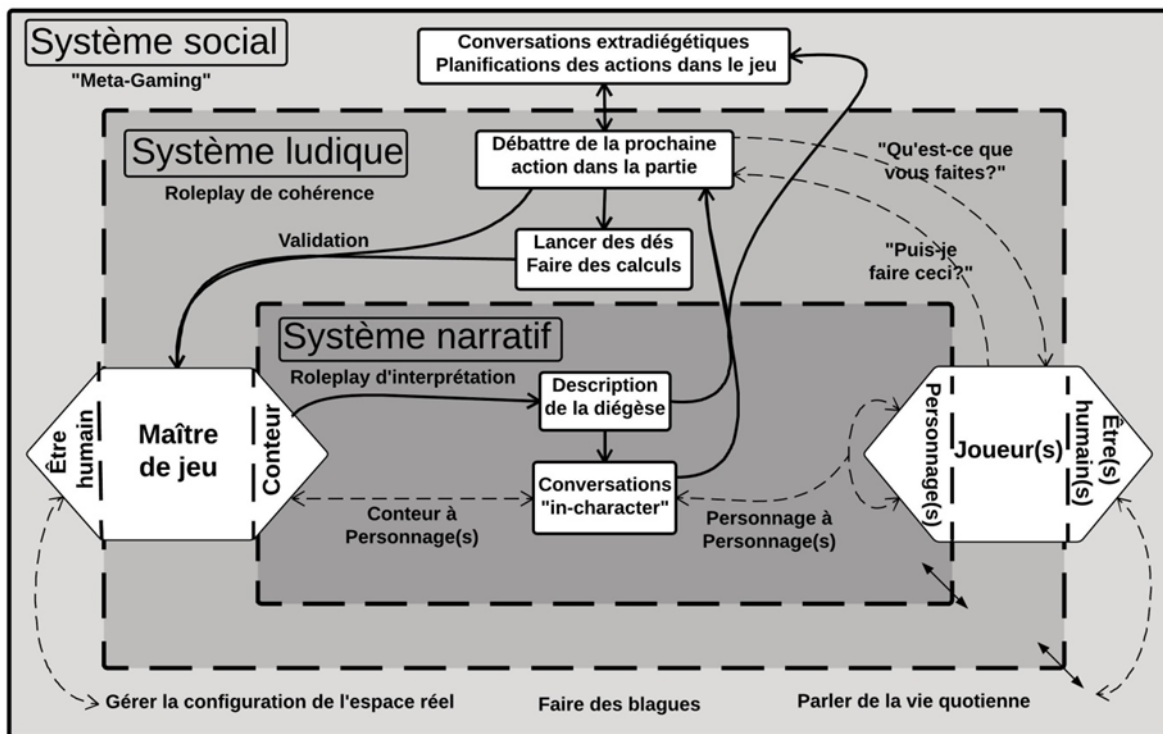 Système social
"Meta-Gaming"
Conversations extradiégétiques
Planifications des actions dans le jeu
Système ludique
Roleplay de cohérence
Débattre de la prochaine
action dans la partie
"Qu'est-ce que
vous faites?"
Validation
Lancer des dés
Faire des calculs
"Puis-je
faire ceci?"
Système narratif
Roleplay d'interprétation
Description
de la diégèse
Être
humain
Maître
de jeu
Conteur
Personnage(s)
Joueur(s)
Être(s)
humain(s)
Conversations
"in-character"
Conteur à
Personnage(s)
Personnage à
Personnage(s)
Gérer la configuration de l'espace réel
Faire des blagues
Parler de la vie quotienne